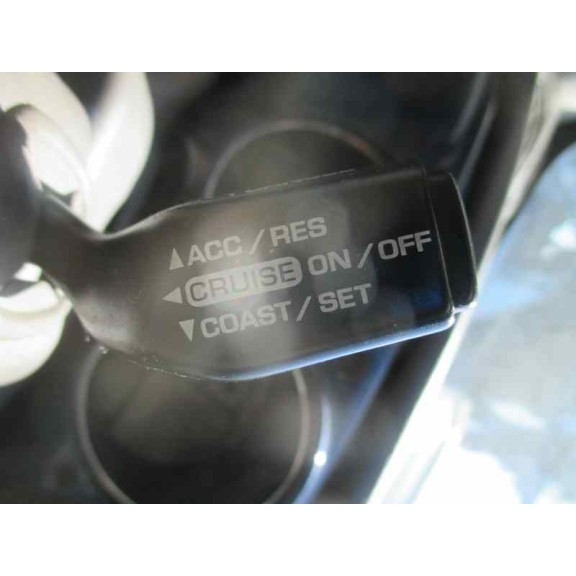 ▲ACC / RES
◀CRUISE ON / OFF
▼COAST / SET